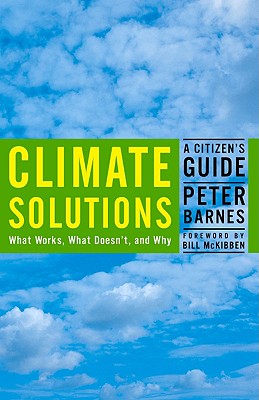 CLIMATE
SOLUTIONS
What Works, What Doesn't, and Why
A CITIZEN'S
GUIDE
PETER
BARNES
FOREWORD BY
BILL McKIBBEN